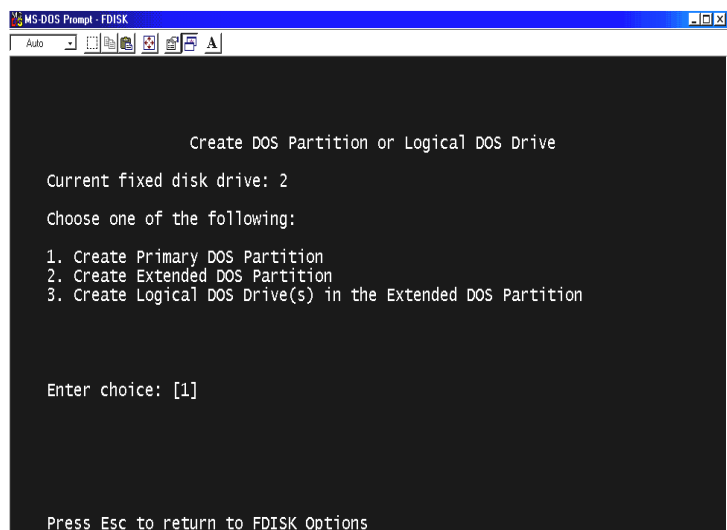 MS-DOS Prompt - FDISK
Auto
A
Create DOS Partition or Logical DOS Drive
Current fixed disk drive: 2
Choose one of the following:
1. Create Primary DOS Partition
2. Create Extended DOS Partition
3. Create Logical DOS Drive(s) in the Extended DOS Partition
Enter choice: [1]
Press Esc to return to FDISK Options